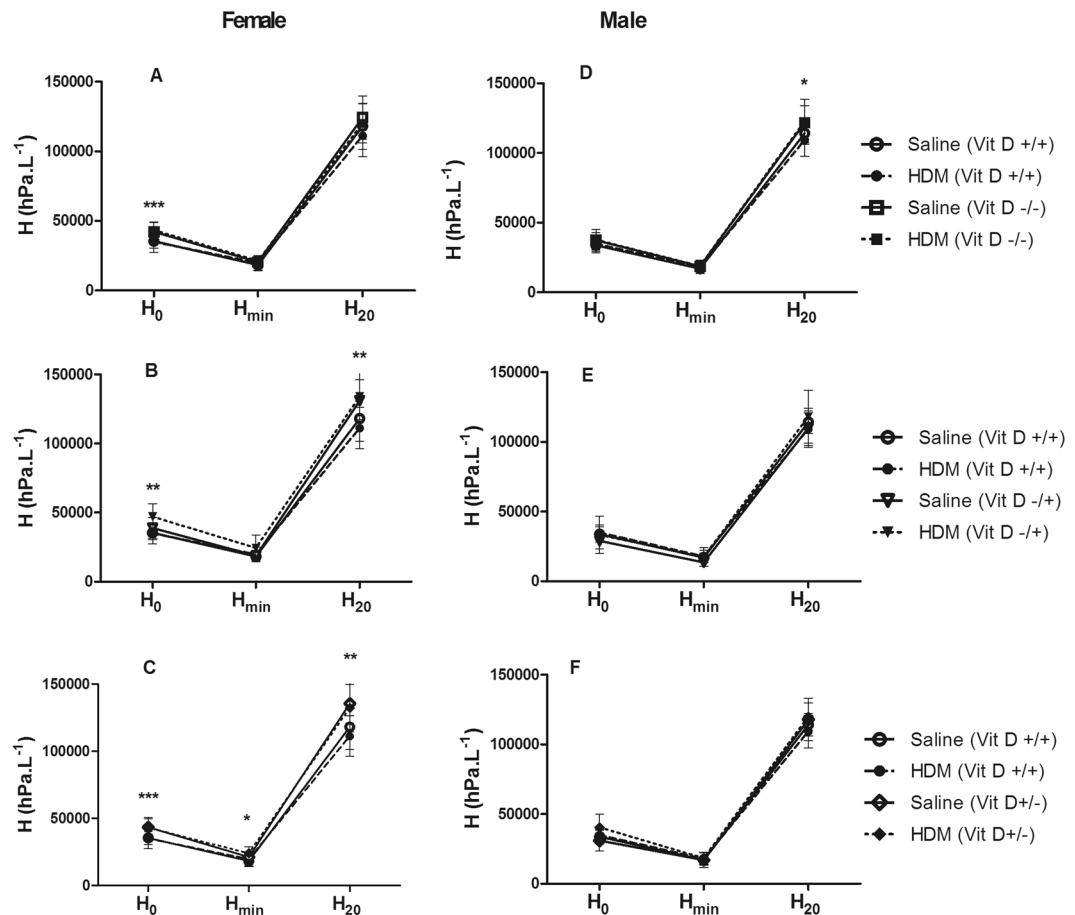 Female Male
A
150000
100000
50000
0
H (hPa.L⁻¹)
***
H₀ Hmin H₂₀
D
150000
100000
50000
0
H (hPa.L⁻¹)
*
H₀ Hmin H₂₀
Saline (Vit D +/+)
HDM (Vit D +/+)
Saline (Vit D -/-)
HDM (Vit D -/-)
B
150000
100000
50000
0
H (hPa.L⁻¹)
**
**
H₀ Hmin H₂₀
E
150000
100000
50000
0
H (hPa.L⁻¹)
H₀ Hmin H₂₀
Saline (Vit D +/+)
HDM (Vit D +/+)
Saline (Vit D -/+)
HDM (Vit D -/+)
C
150000
100000
50000
0
H (hPa.L⁻¹)
***
*
**
H₀ Hmin H₂₀
F
150000
100000
50000
0
H (hPa.L⁻¹)
H₀ Hmin H₂₀
Saline (Vit D +/+)
HDM (Vit D +/+)
Saline (Vit D+/-)
HDM (Vit D+/-)